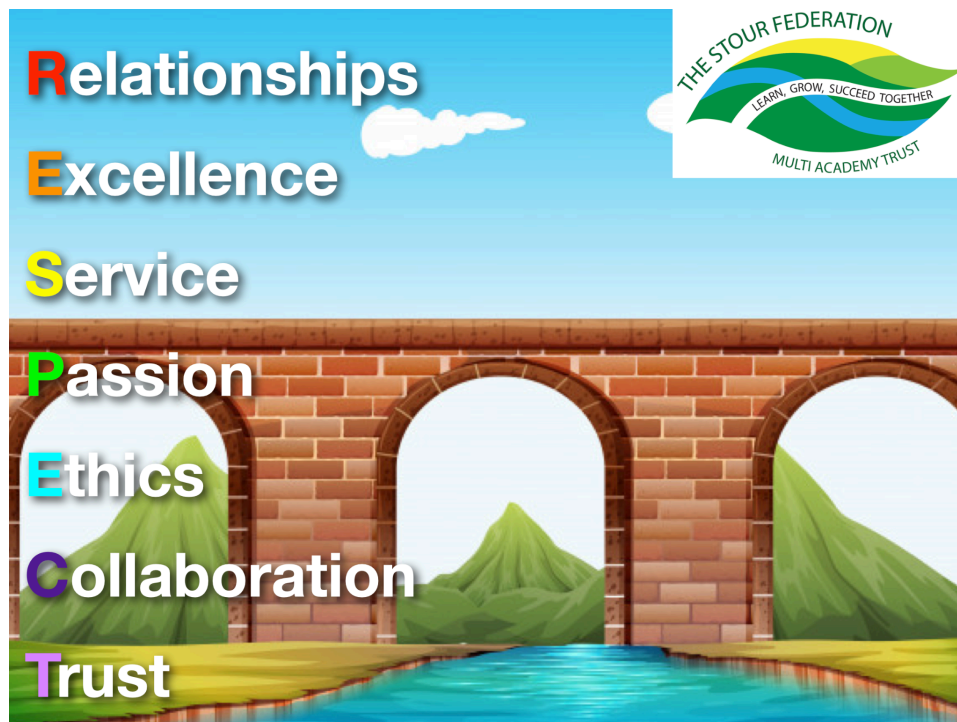 Relationships
Excellence
Service
Passion
Ethics
Collaboration
Trust
THE STOUR FEDERATION
LEARN, GROW, SUCCEED TOGETHER
MULTI ACADEMY TRUST